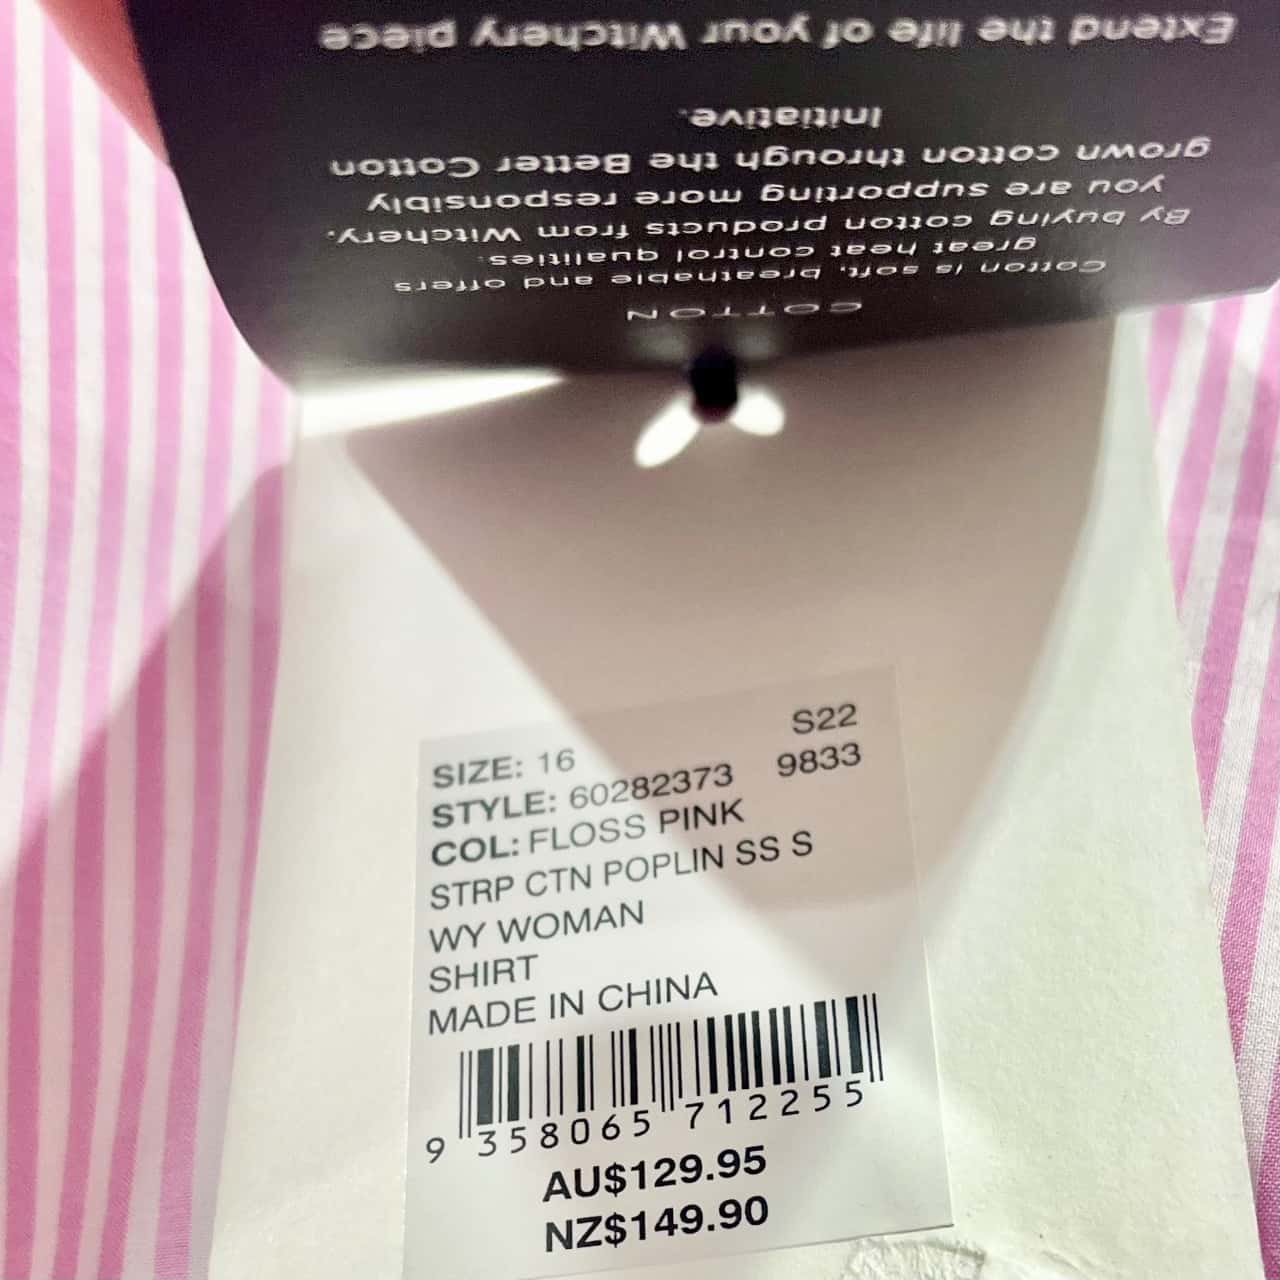 COTTON
Cotton is soft, breathable and offers
great heat control qualities.
By buying cotton products from Witchery,
you are supporting more responsibly
grown cotton through the Better Cotton
Initiative.
Extend the life of your Witchery piece
S22
SIZE: 16
STYLE: 60282373 9833
COL: FLOSS PINK
STRP CTN POPLIN SS S
WY WOMAN
SHIRT
MADE IN CHINA
9 358065 712255
AU$129.95
NZ$149.90